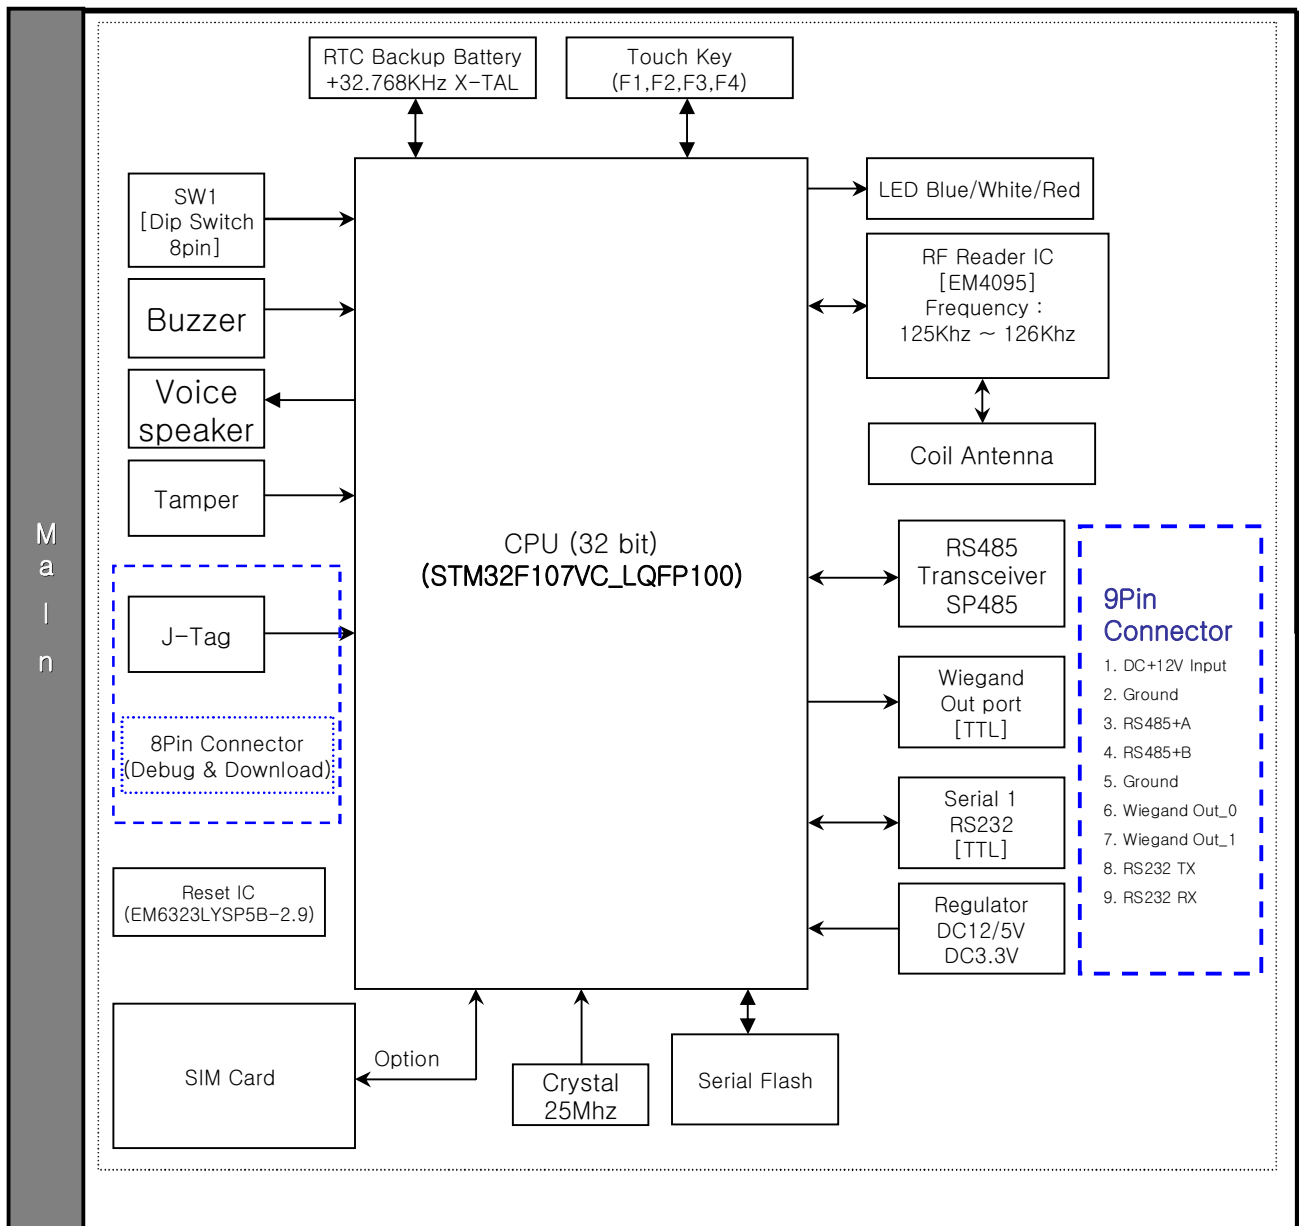 M
a
I
n
RTC Backup Battery
+32.768KHz X-TAL
Touch Key
(F1,F2,F3,F4)
SW1
[Dip Switch
8pin]
Buzzer
Voice
speaker
Tamper
J-Tag
8Pin Connector
(Debug & Download)
Reset IC
(EM6323LYSP5B-2.9)
SIM Card
Option
CPU (32 bit)
(STM32F107VC_LQFP100)
Crystal
25Mhz
Serial Flash
LED Blue/White/Red
RF Reader IC
[EM4095]
Frequency :
125Khz ~ 126Khz
Coil Antenna
RS485
Transceiver
SP485
Wiegand
Out port
[TTL]
Serial 1
RS232
[TTL]
Regulator
DC12/5V
DC3.3V
9Pin
Connector
1. DC+12V Input
2. Ground
3. RS485+A
4. RS485+B
5. Ground
6. Wiegand Out_0
7. Wiegand Out_1
8. RS232 TX
9. RS232 RX